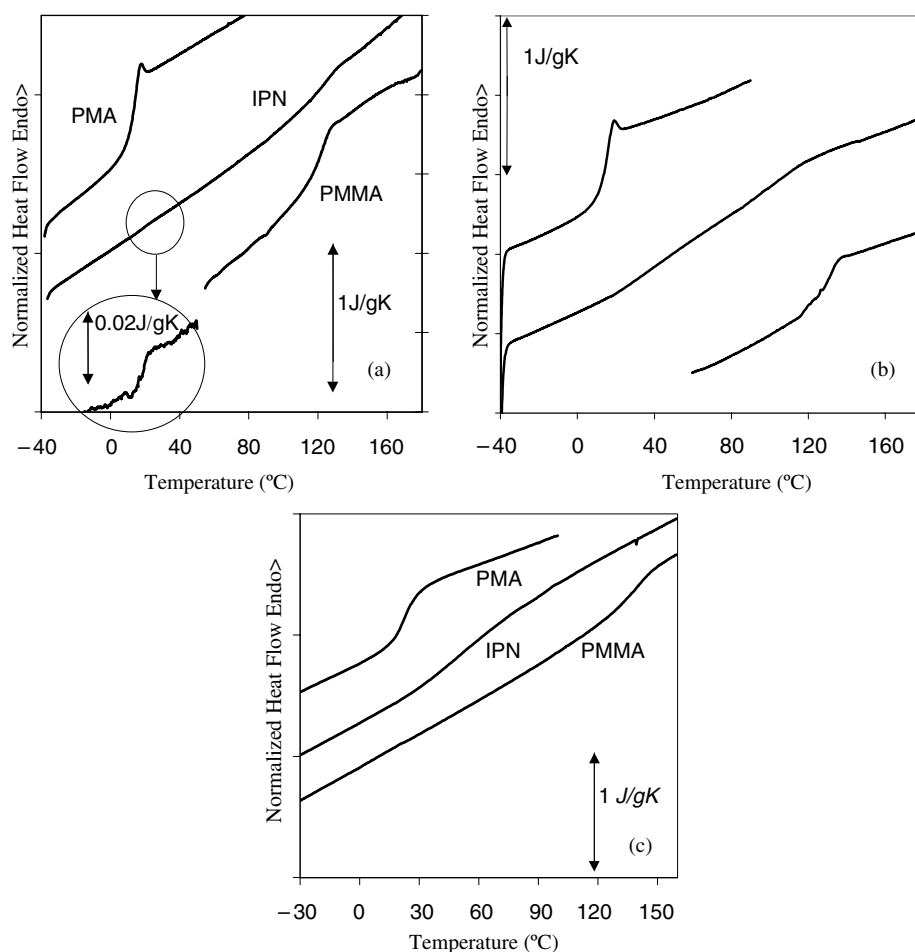 Normalized Heat Flow Endo>
PMA
IPN
PMMA
0.02J/gK
1J/gK
(a)
−40 0 40 80 120 160
Temperature (ºC)
Normalized Heat Flow Endo>
1J/gK
(b)
−40 0 40 80 120 160
Temperature (ºC)
Normalized Heat Flow Endo>
PMA
IPN
PMMA
1 J/gK
(c)
−30 0 30 60 90 120 150
Temperature (ºC)